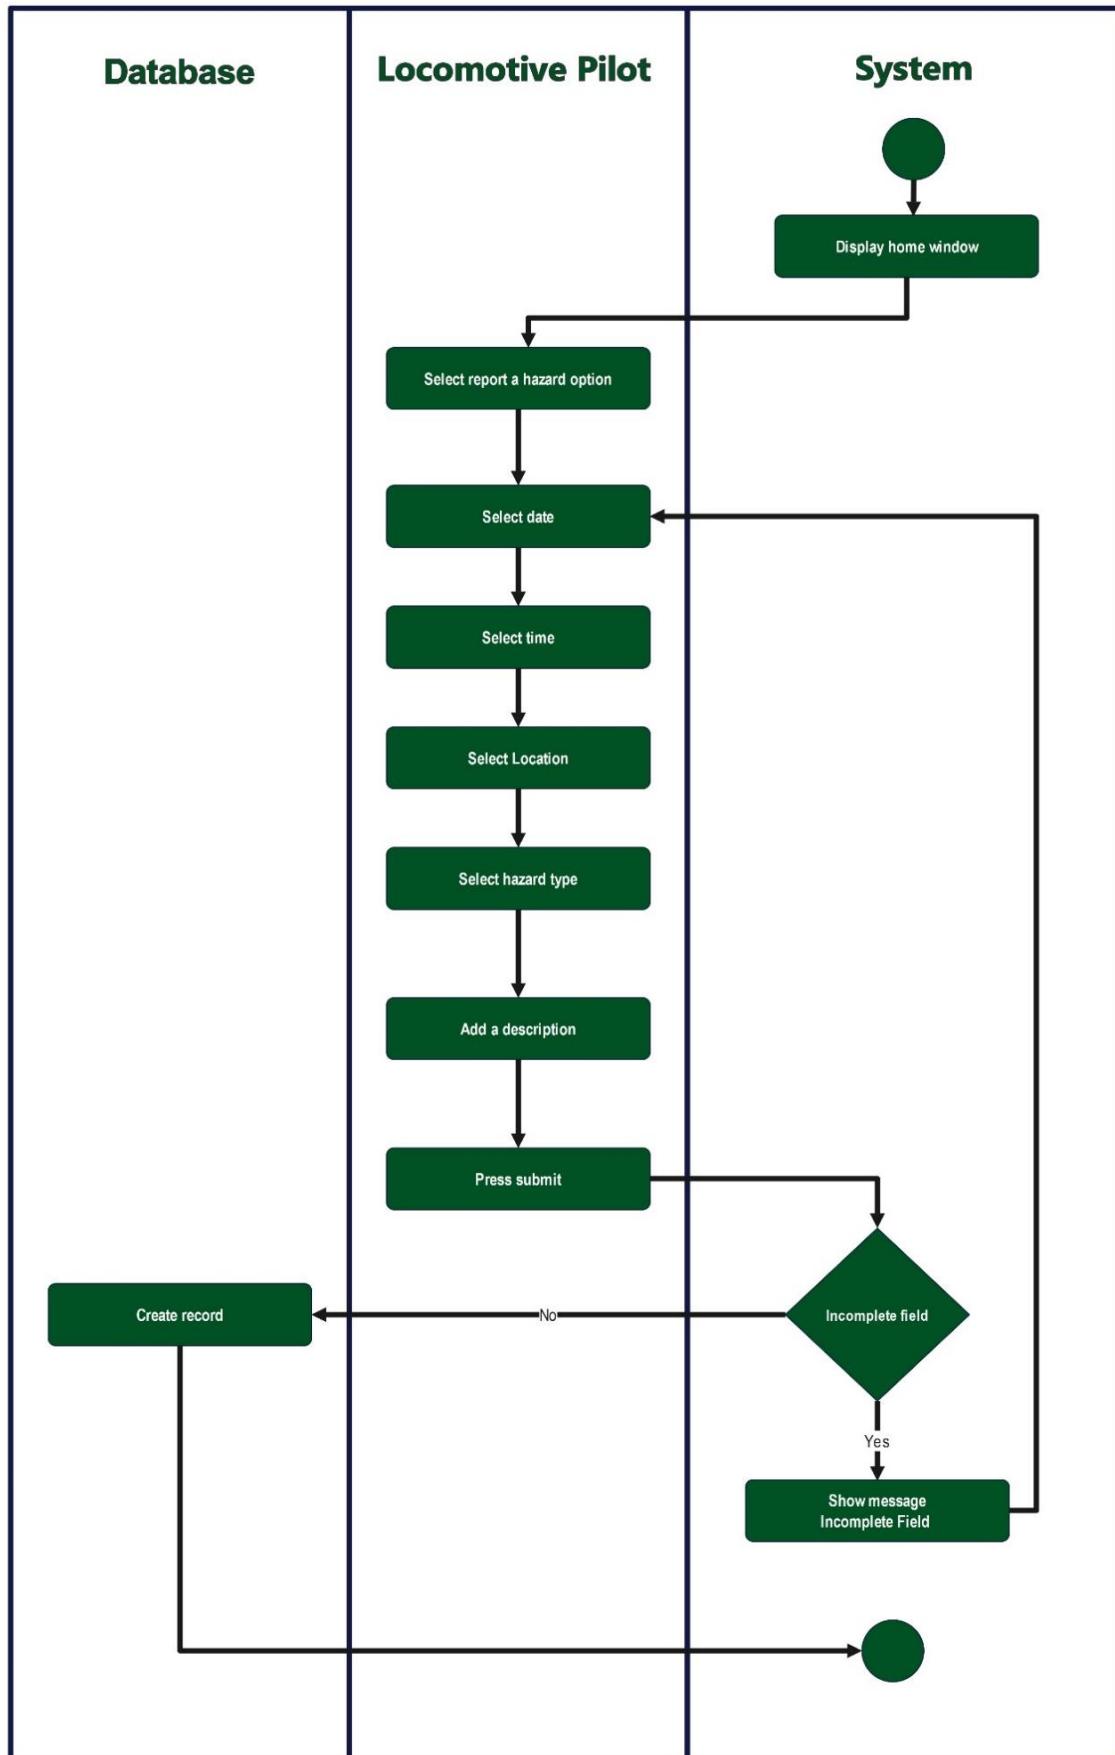 Database
Locomotive Pilot
System
Display home window
Select report a hazard option
Select date
Select time
Select Location
Select hazard type
Add a description
Press submit
Incomplete field
No
Create record
Yes
Show message
Incomplete Field